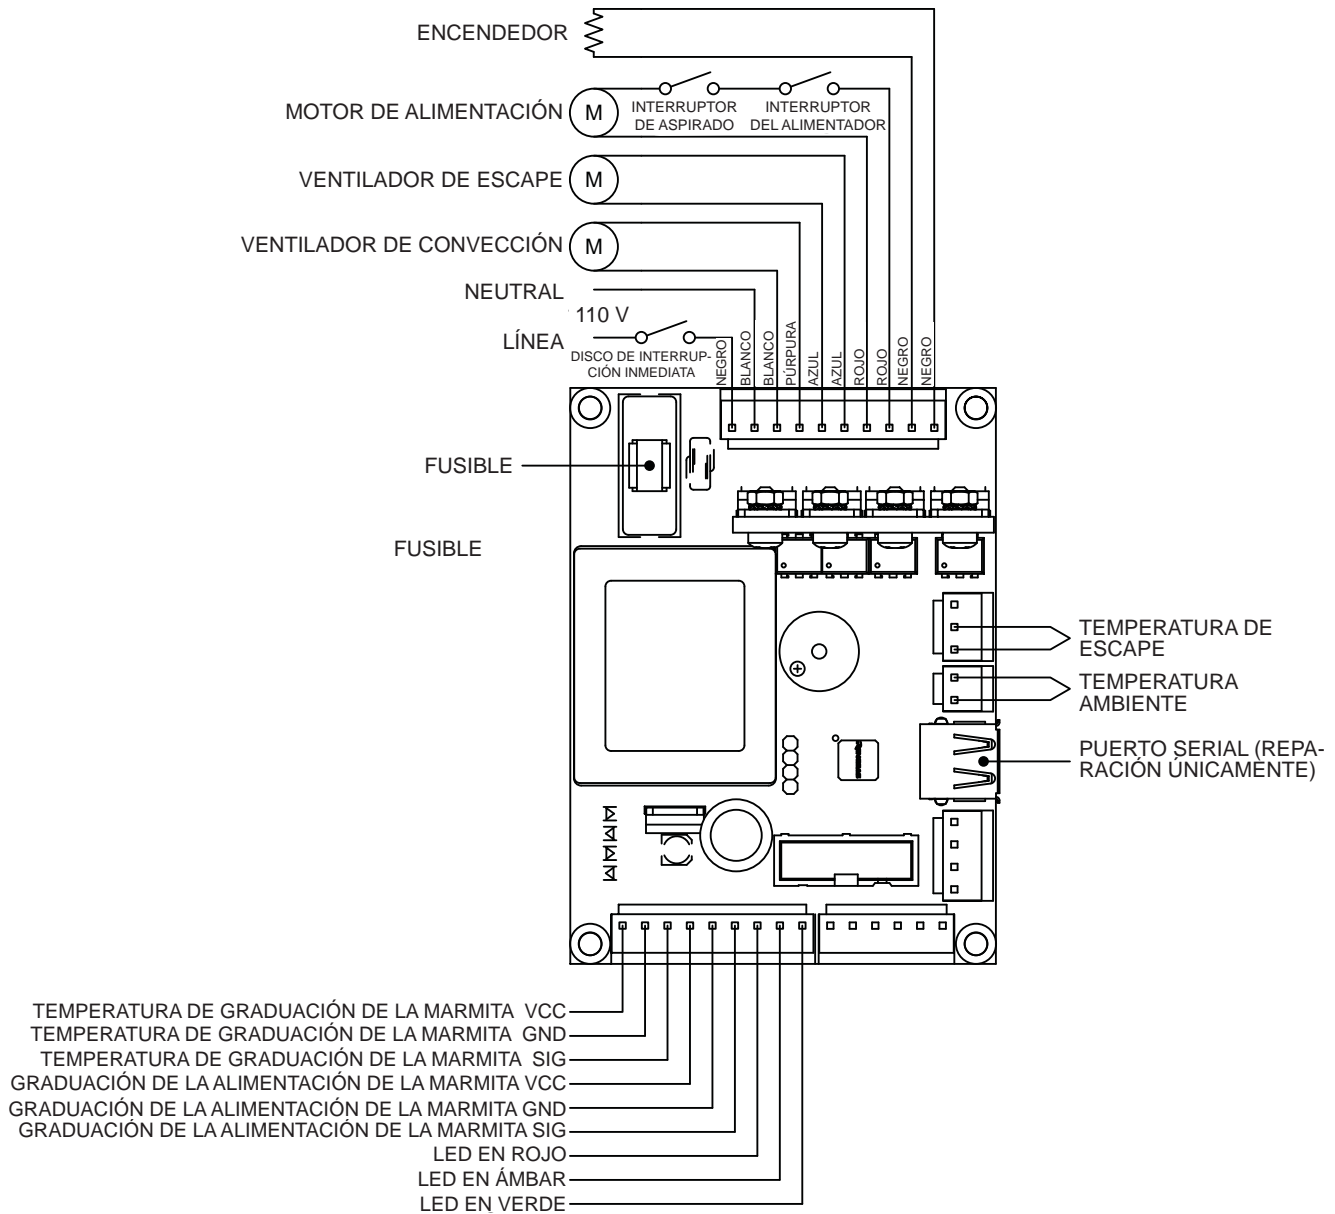 ENCENDEDOR
MOTOR DE ALIMENTACIÓN
M
INTERRUPTOR
DE ASPIRADO
INTERRUPTOR
DEL ALIMENTADOR
VENTILADOR DE ESCAPE
M
VENTILADOR DE CONVECCIÓN
M
NEUTRAL
110 V
LÍNEA
DISCO DE INTERRUP-
CIÓN INMEDIATA
NEGRO
BLANCO
BLANCO
PÚRPURA
AZUL
AZUL
ROJO
ROJO
NEGRO
NEGRO
FUSIBLE
FUSIBLE
TEMPERATURA DE
ESCAPE
TEMPERATURA
AMBIENTE
PUERTO SERIAL (REPA-
RACIÓN ÚNICAMENTE)
TEMPERATURA DE GRADUACIÓN DE LA MARMITA VCC
TEMPERATURA DE GRADUACIÓN DE LA MARMITA GND
TEMPERATURA DE GRADUACIÓN DE LA MARMITA SIG
GRADUACIÓN DE LA ALIMENTACIÓN DE LA MARMITA VCC
GRADUACIÓN DE LA ALIMENTACIÓN DE LA MARMITA GND
GRADUACIÓN DE LA ALIMENTACIÓN DE LA MARMITA SIG
LED EN ROJO
LED EN ÁMBAR
LED EN VERDE